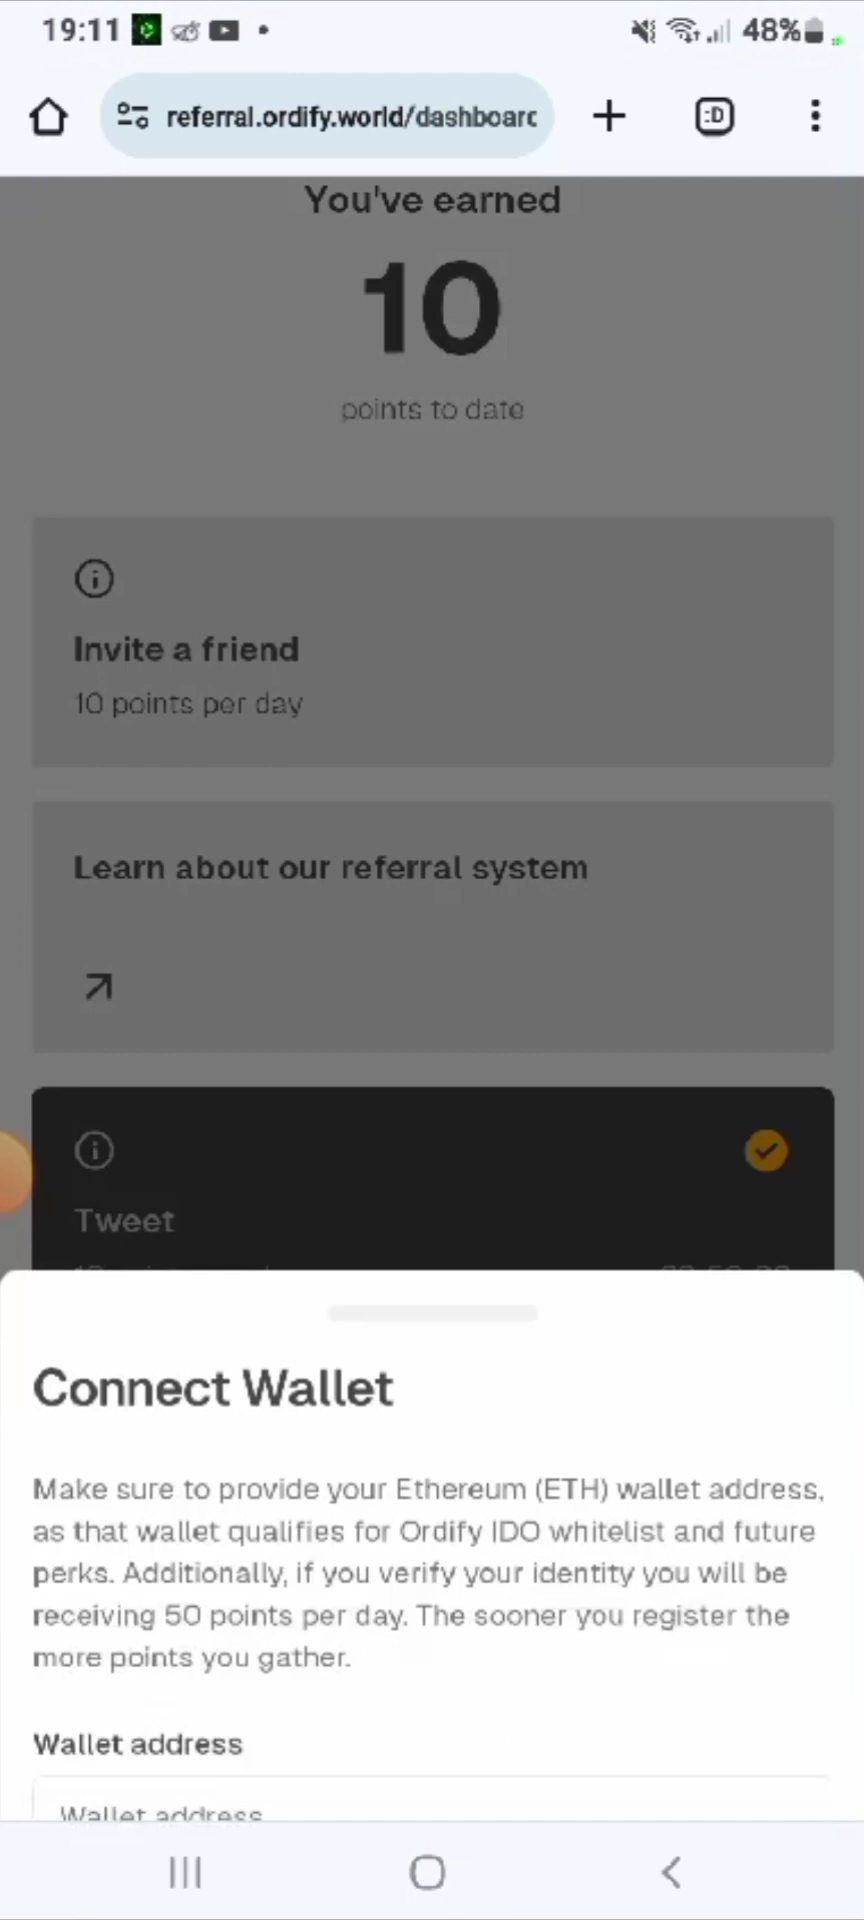 19:11
48%
referral.ordify.world/dashboard
:D
You've earned
10
points to date
Invite a friend
10 points per day
Learn about our referral system
Tweet
Connect Wallet
Make sure to provide your Ethereum (ETH) wallet address,
as that wallet qualifies for Ordify IDO whitelist and future
perks. Additionally, if you verify your identity you will be
receiving 50 points per day. The sooner you register the
more points you gather.
Wallet address
Wallet address